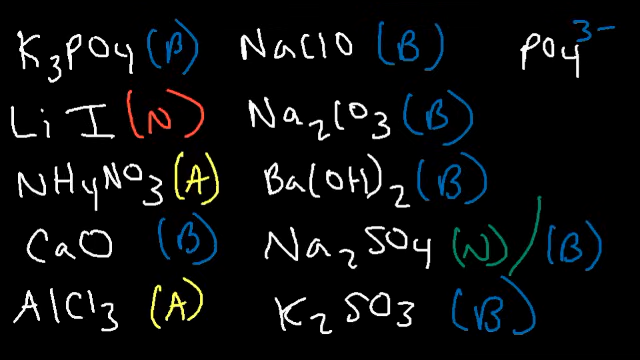 K3PO4 (B) NaClO (B) PO4 3-
LiI (N) Na2CO3 (B)
NH4NO3 (A) Ba(OH)2 (B)
CaO (B) Na2SO4 (N)/(B)
AlCl3 (A) K2SO3 (B)